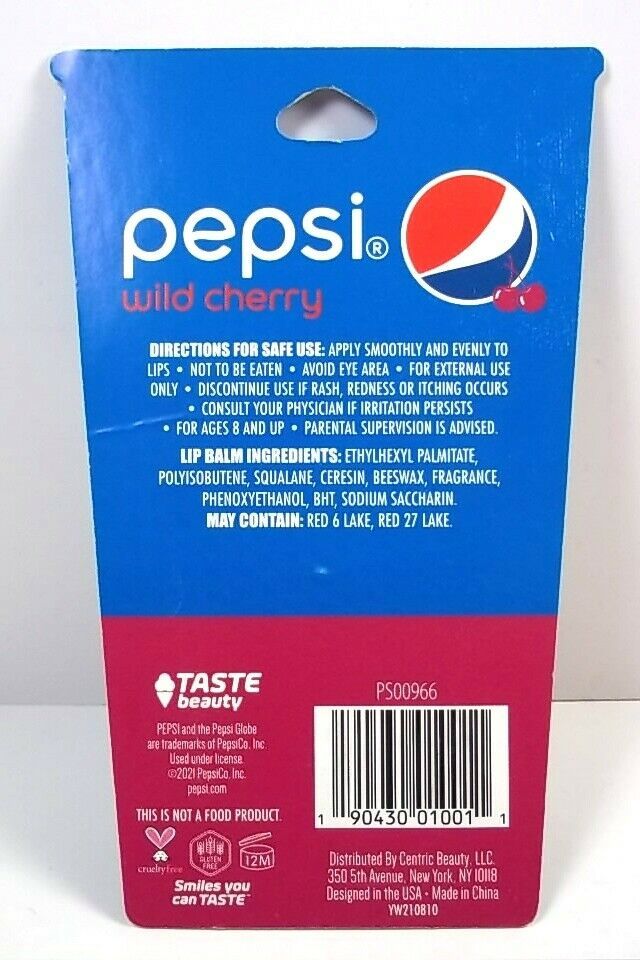 pepsi®
wild cherry
DIRECTIONS FOR SAFE USE: APPLY SMOOTHLY AND EVENLY TO
LIPS • NOT TO BE EATEN • AVOID EYE AREA • FOR EXTERNAL USE
ONLY • DISCONTINUE USE IF RASH, REDNESS OR ITCHING OCCURS
• CONSULT YOUR PHYSICIAN IF IRRITATION PERSISTS
• FOR AGES 8 AND UP • PARENTAL SUPERVISION IS ADVISED.
LIP BALM INGREDIENTS: ETHYLHEXYL PALMITATE,
POLYISOBUTENE, SQUALANE, CERESIN, BEESWAX, FRAGRANCE,
PHENOXYETHANOL, BHT, SODIUM SACCHARIN.
MAY CONTAIN: RED 6 LAKE, RED 27 LAKE.
TASTE
beauty
PEPSI and the Pepsi Globe
are trademarks of PepsiCo. Inc.
Used under license.
©2021 PepsiCo, Inc.
pepsi.com
THIS IS NOT A FOOD PRODUCT.
crueltyfree
GLUTEN
FREE
12M
Smiles you
can TASTE™
PS00966
1 90430 01001 1
Distributed By Centric Beauty, LLC.
350 5th Avenue, New York, NY 10118
Designed in the USA • Made in China
YW210810